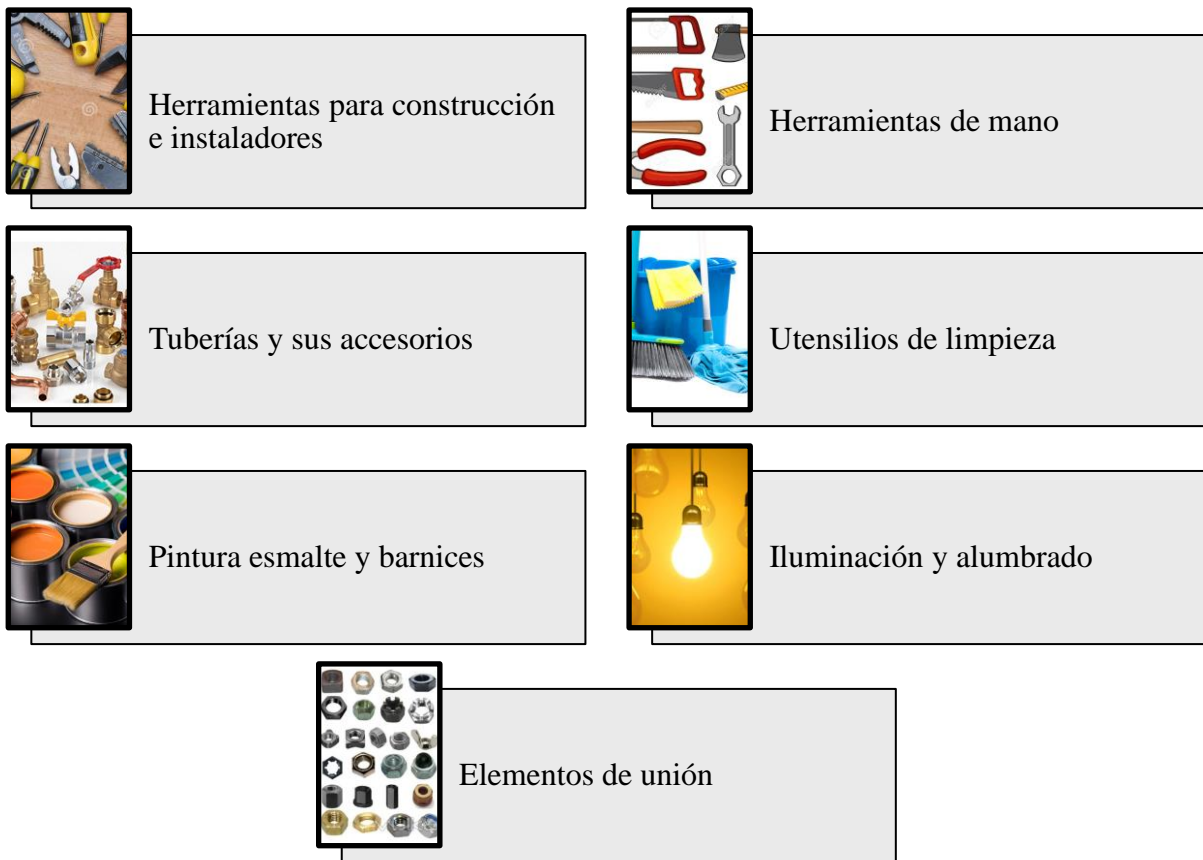 Herramientas para construcción
e instaladores
Herramientas de mano
Tuberías y sus accesorios
Utensilios de limpieza
Pintura esmalte y barnices
Iluminación y alumbrado
Elementos de unión